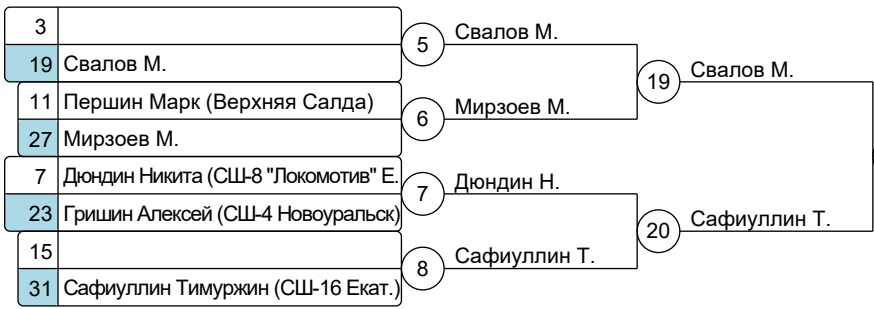 3
5
Свалов М.
19 Свалов М.
19
Свалов М.
11 Першин Марк (Верхняя Салда)
6
Мирзоев М.
27 Мирзоев М.
7 Дюндин Никита (СШ-8 "Локомотив" Е.
7
Дюндин Н.
23 Гришин Алексей (СШ-4 Новоуральск)
20
Сафиуллин Т.
15
8
Сафиуллин Т.
31 Сафиуллин Тимуржин (СШ-16 Екат.)